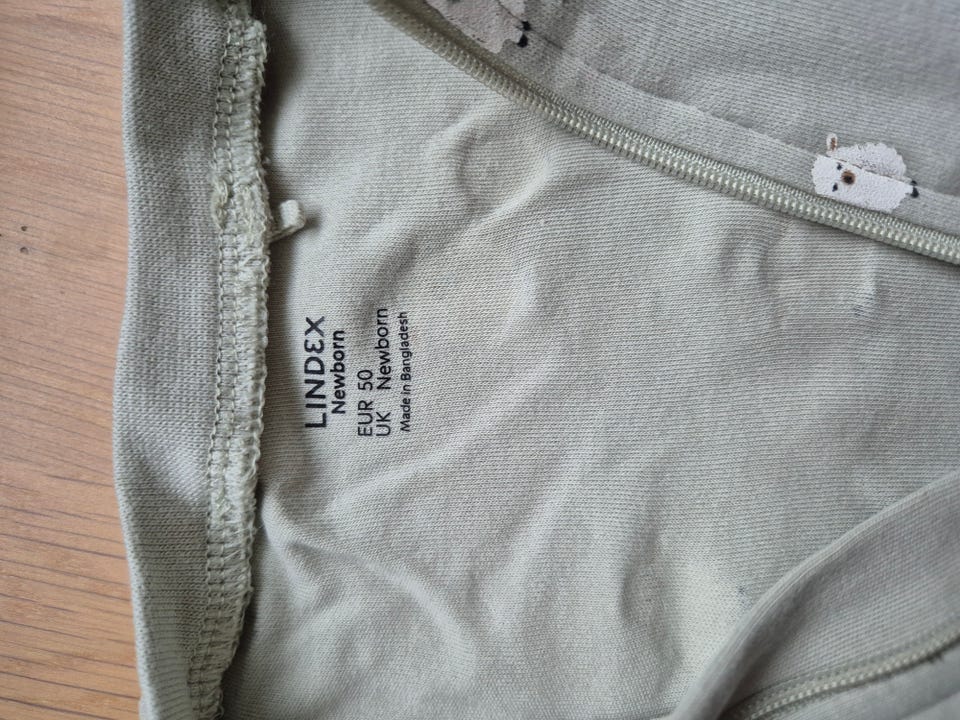 LINDEX
Newborn
EUR 50
UK Newborn
Made in Bangladesh